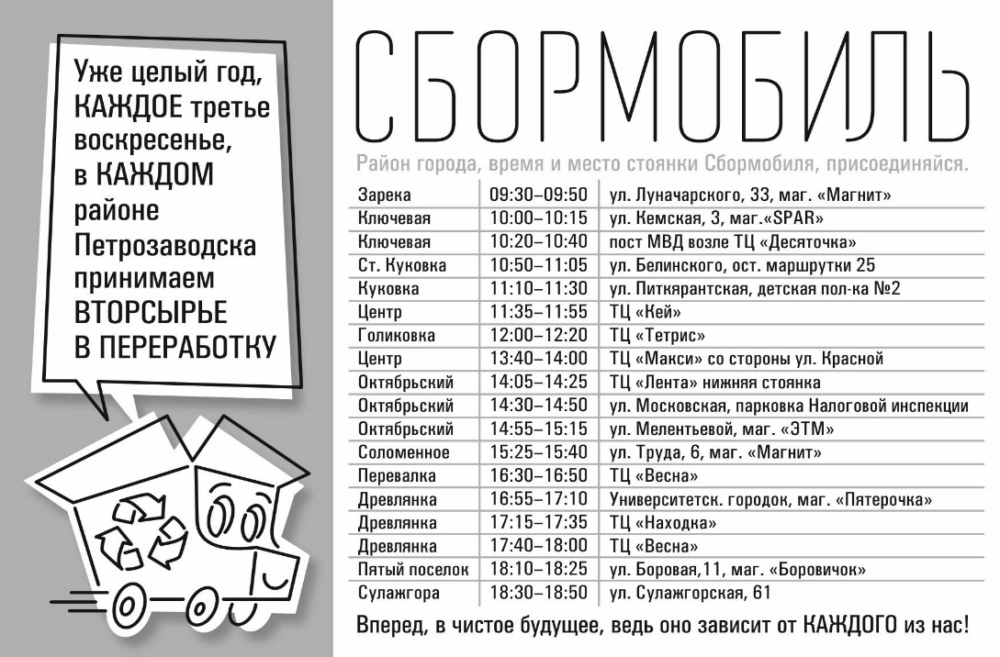 Уже целый год,
КАЖДОЕ третье
воскресенье,
в КАЖДОМ
районе
Петрозаводска
принимаем
ВТОРСЫРЬЕ
В ПЕРЕРАБОТКУ
СБОРМОБИЛЬ
Район города, время и место стоянки Сбормобиля, присоединяйся.
Зарека 09:30–09:50 ул. Луначарского, 33, маг. «Магнит»
Ключевая 10:00–10:15 ул. Кемская, 3, маг.«SPAR»
Ключевая 10:20–10:40 пост МВД возле ТЦ «Десяточка»
Ст. Куковка 10:50–11:05 ул. Белинского, ост. маршрутки 25
Куковка 11:10–11:30 ул. Питкярантская, детская пол-ка №2
Центр 11:35–11:55 ТЦ «Кей»
Голиковка 12:00–12:20 ТЦ «Тетрис»
Центр 13:40–14:00 ТЦ «Макси» со стороны ул. Красной
Октябрьский 14:05–14:25 ТЦ «Лента» нижняя стоянка
Октябрьский 14:30–14:50 ул. Московская, парковка Налоговой инспекции
Октябрьский 14:55–15:15 ул. Мелентьевой, маг. «ЭТМ»
Соломенное 15:25–15:40 ул. Труда, 6, маг. «Магнит»
Перевалка 16:30–16:50 ТЦ «Весна»
Древлянка 16:55–17:10 Университетск. городок, маг. «Пятерочка»
Древлянка 17:15–17:35 ТЦ «Находка»
Древлянка 17:40–18:00 ТЦ «Весна»
Пятый поселок 18:10–18:25 ул. Боровая,11, маг. «Боровичок»
Сулажгора 18:30–18:50 ул. Сулажгорская, 61
Вперед, в чистое будущее, ведь оно зависит от КАЖДОГО из нас!